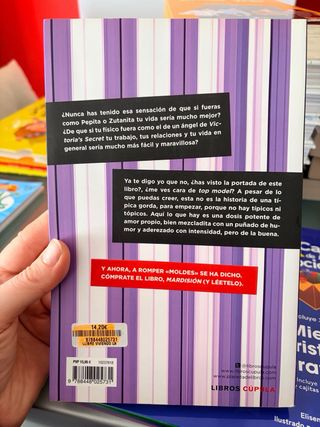 ¿Nunca has tenido esa sensación de que si fueras
como Pepita o Zutanita tu vida sería mucho mejor?
¿De que si tu físico fuera como el de un ángel de Vic-
toria's Secret tu trabajo, tus relaciones y tu vida en
general sería mucho más fácil y maravillosa?
Ya te digo yo que no, ¿has visto la portada de este
libro?, ¿me ves cara de top model? A pesar de lo
que puedas creer, esta no es la historia de una tí-
pica gorda, para empezar, porque no hay típicos ni
tópicos. Aquí lo que hay es una dosis potente de
amor propio, bien mezcladita con un puñado de hu-
mor y aderezado con intensidad, pero de la buena.
Y AHORA, A ROMPER «MOLDES» SE HA DICHO.
CÓMPRATE EL LIBRO, MARDISIÓN (Y LÉETELO).
14,20€
9788448025731
LIBROS CÚPULA
9 788448 025731